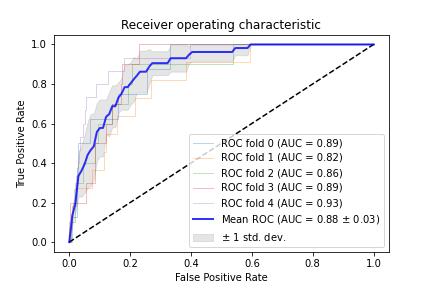 Receiver operating characteristic
True Positive Rate
1.0
0.8
0.6
0.4
0.2
0.0
ROC fold 0 (AUC = 0.89)
ROC fold 1 (AUC = 0.82)
ROC fold 2 (AUC = 0.86)
ROC fold 3 (AUC = 0.89)
ROC fold 4 (AUC = 0.93)
Mean ROC (AUC = 0.88 ± 0.03)
± 1 std. dev.
0.0 0.2 0.4 0.6 0.8 1.0
False Positive Rate